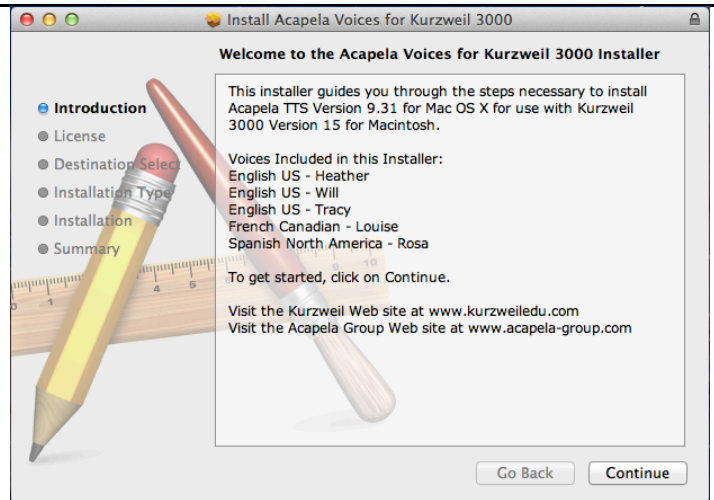 Install Acapela Voices for Kurzweil 3000
Welcome to the Acapela Voices for Kurzweil 3000 Installer
Introduction
License
Destination Select
Installation Type
Installation
Summary
This installer guides you through the steps necessary to install
Acapela TTS Version 9.31 for Mac OS X for use with Kurzweil
3000 Version 15 for Macintosh.
Voices Included in this Installer:
English US - Heather
English US - Will
English US - Tracy
French Canadian - Louise
Spanish North America - Rosa
To get started, click on Continue.
Visit the Kurzweil Web site at www.kurzweiledu.com
Visit the Acapela Group Web site at www.acapela-group.com
1 4 5 10
Go Back Continue